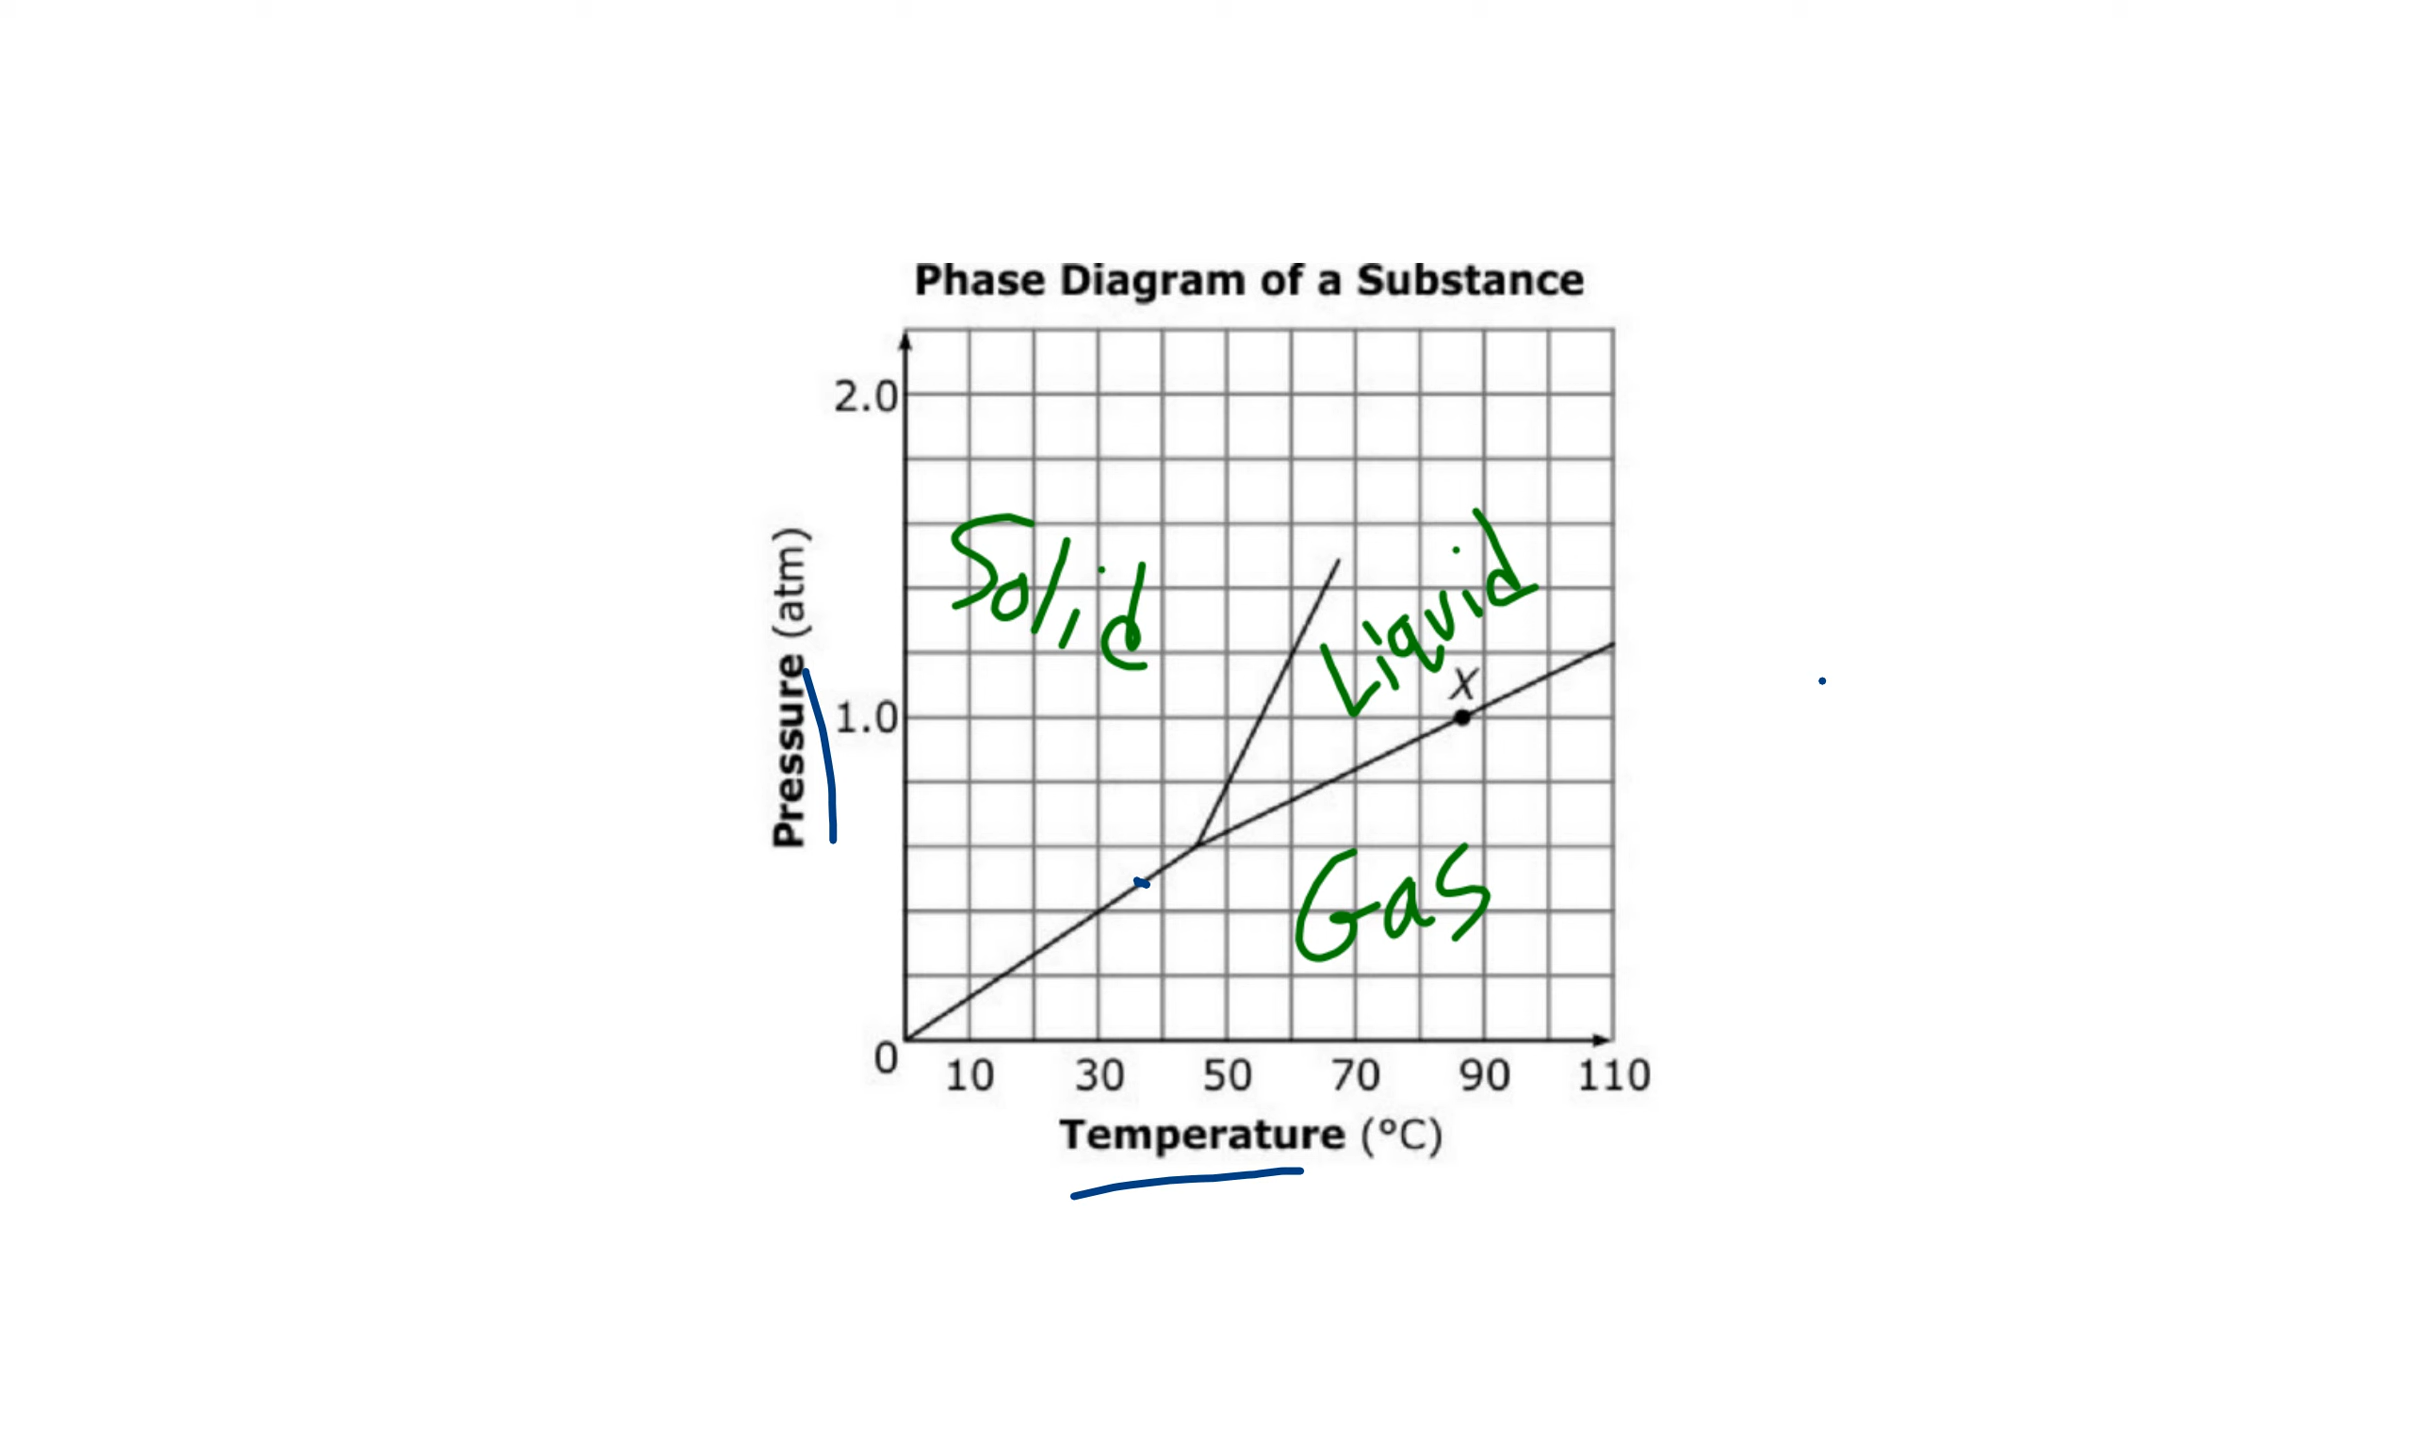 Phase Diagram of a Substance
2.0
Solid
Liquid
Pressure (atm)
X
1.0
Gas
0
10 30 50 70 90 110
Temperature (°C)